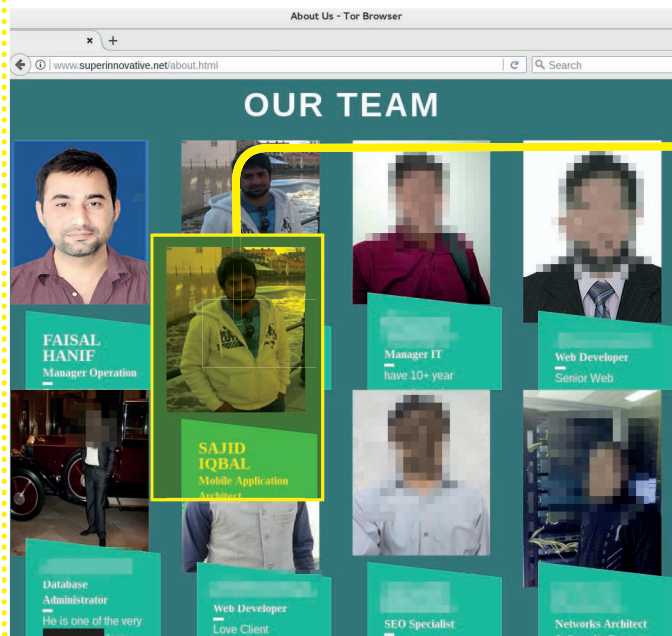 About Us - Tor Browser
× +
www.superinnovative.net/about.html
Search
OUR TEAM
FAISAL
HANIF
Manager Operation
SAJID
IQBAL
Mobile Application
Architect
Manager IT
have 10+ year
Web Developer
Senior Web
Database
Administrator
He is one of the very
Web Developer
Love Client
SEO Specialist
Networks Architect